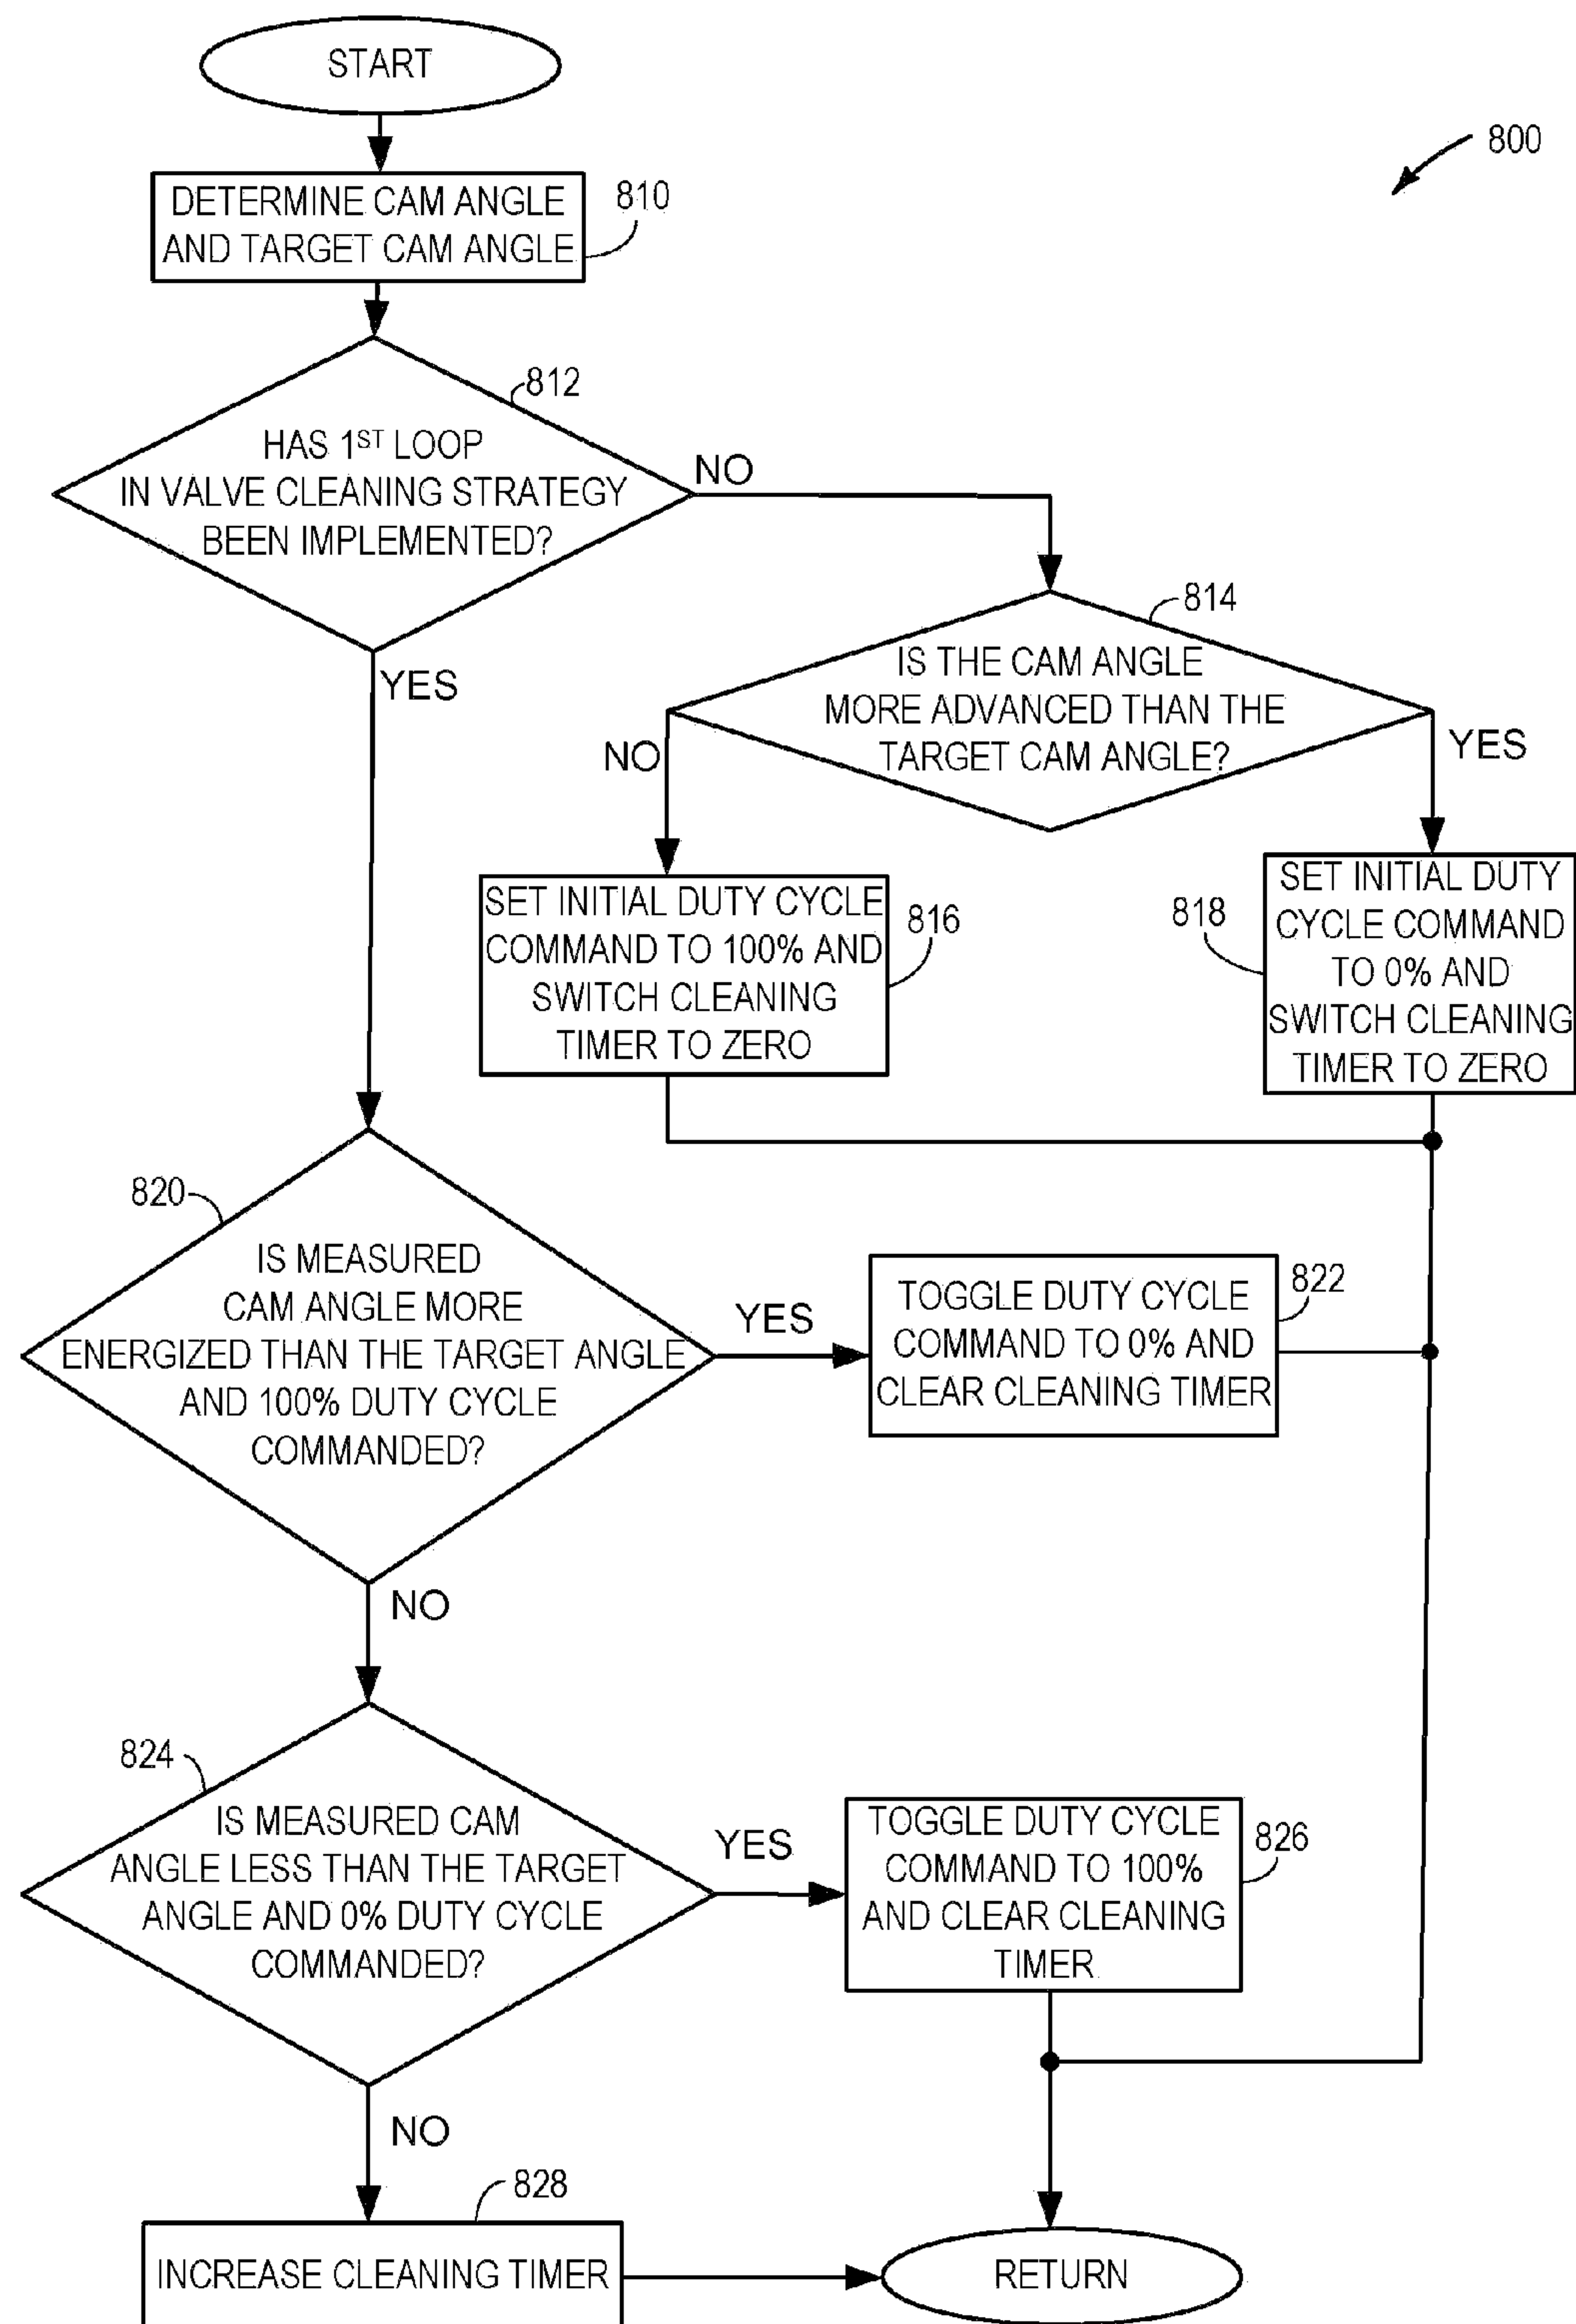 START
800
DETERMINE CAM ANGLE
AND TARGET CAM ANGLE
810
812
HAS 1ST LOOP
IN VALVE CLEANING STRATEGY
BEEN IMPLEMENTED?
NO
YES
814
IS THE CAM ANGLE
MORE ADVANCED THAN THE
TARGET CAM ANGLE?
NO
YES
SET INITIAL DUTY CYCLE
COMMAND TO 100% AND
SWITCH CLEANING
TIMER TO ZERO
816
818
SET INITIAL DUTY
CYCLE COMMAND
TO 0% AND
SWITCH CLEANING
TIMER TO ZERO
820
IS MEASURED
CAM ANGLE MORE
ENERGIZED THAN THE TARGET ANGLE
AND 100% DUTY CYCLE
COMMANDED?
YES
TOGGLE DUTY CYCLE
COMMAND TO 0% AND
CLEAR CLEANING TIMER
822
NO
824
IS MEASURED CAM
ANGLE LESS THAN THE TARGET
ANGLE AND 0% DUTY CYCLE
COMMANDED?
YES
TOGGLE DUTY CYCLE
COMMAND TO 100%
AND CLEAR CLEANING
TIMER
826
NO
828
INCREASE CLEANING TIMER
RETURN